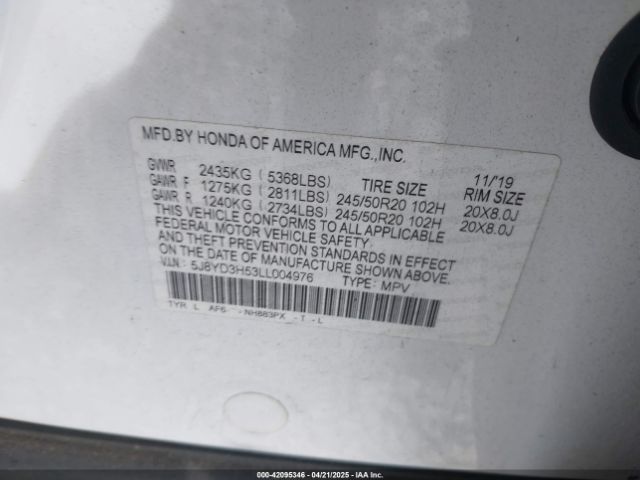 MFD.BY HONDA OF AMERICA MFG.,INC. 11/'19
GVWR 2435KG ( 5368LBS) TIRE SIZE RIM SIZE
GAWR F 1275KG ( 2811LBS) 245/50R20 102H 20X8.0J
GAWR R 1240KG ( 2734LBS) 245/50R20 102H 20X8.0J
THIS VEHICLE CONFORMS TO ALL APPLICABLE
FEDERAL MOTOR VEHICLE SAFETY,
AND THEFT PREVENTION STANDARDS IN EFFECT
ON THE DATE OF MANUFACTURE SHOWN ABOVE.
V.I.N: 5J8YD3H53LL004976 TYPE: MPV
TYR L AF6- -NH883PX_-T-L
000-42095346 - 04/21/2025 - IAA Inc.